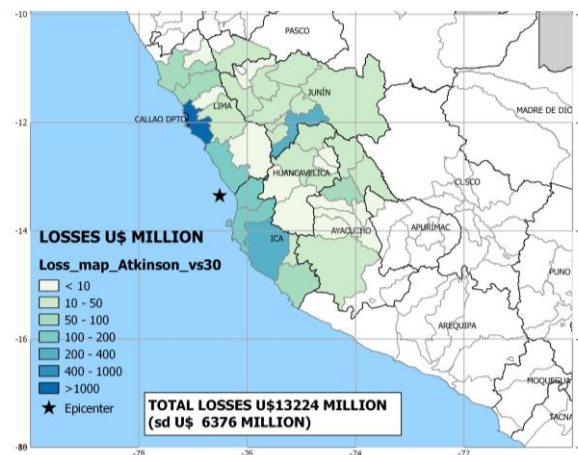 -10
PASCO
LIMA
JUNÍN
CALLAO DPTO
MADRE DE DIO
-12
HUANCAVELICA
CUSCO
-14
ICA
AYACUCHO
APURÍMAC
PUNO
LOSSES U$ MILLION
Loss_map_Atkinson_vs30
< 10
10 - 50
50 - 100
100 - 200
200 - 400
400 - 1000
>1000
Epicenter
AREQUIPA
-16
MOQUEGUA
TACNA
TOTAL LOSSES U$13224 MILLION
(sd U$ 6376 MILLION)
-78
-76
-74
-72